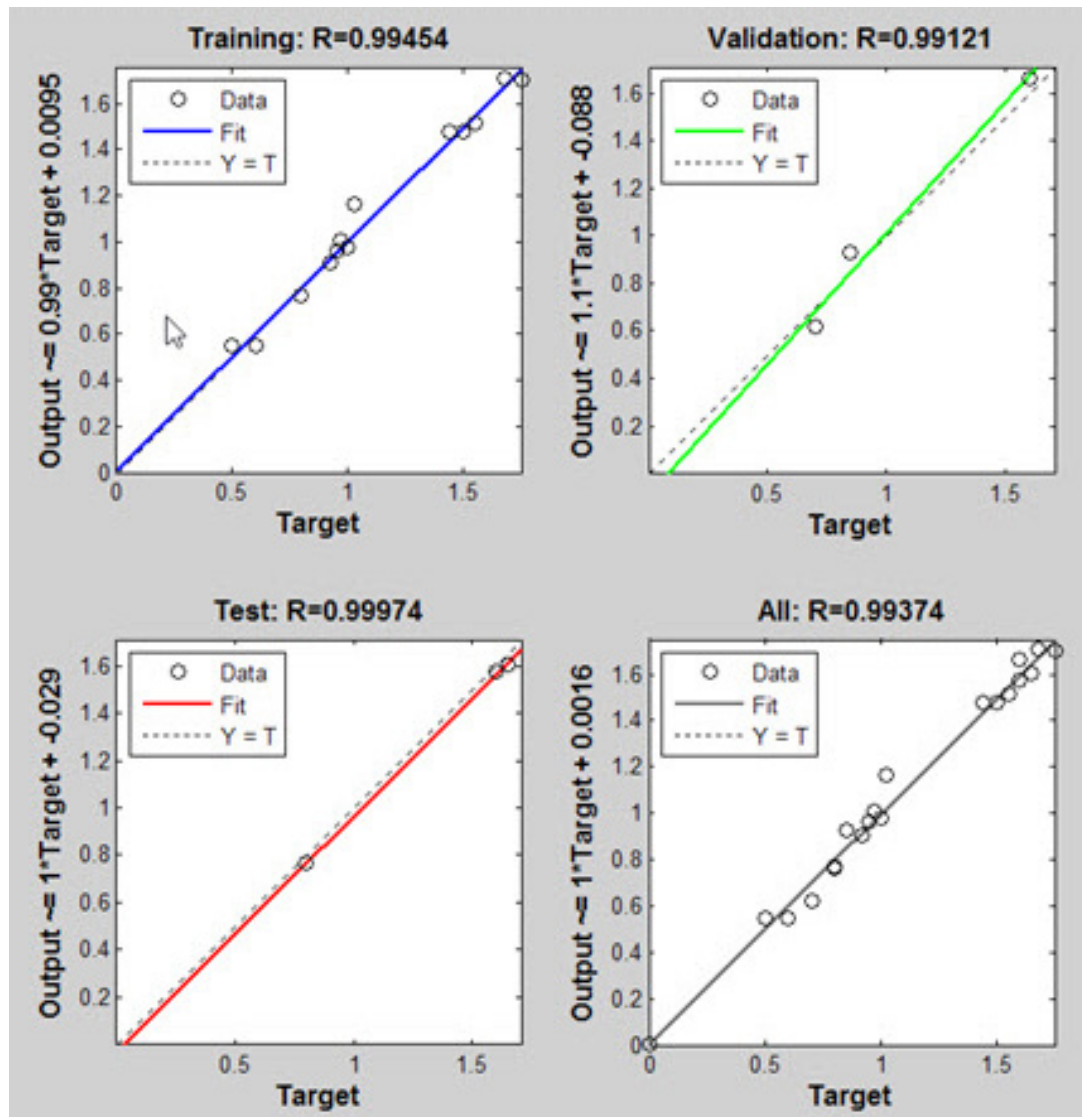 Training: R=0.99454
Output ~= 0.99*Target + 0.0095
Data
Fit
Y = T
1.6
1.4
1.2
1
0.8
0.6
0.4
0.2
0
0
0.5
1
1.5
Target
Validation: R=0.99121
Output ~= 1.1*Target + -0.088
Data
Fit
Y = T
1.6
1.4
1.2
1
0.8
0.6
0.4
0.2
0.5
1
1.5
Target
Test: R=0.99974
Output ~= 1*Target + -0.029
Data
Fit
Y = T
1.6
1.4
1.2
1
0.8
0.6
0.4
0.2
0.5
1
1.5
Target
All: R=0.99374
Output ~= 1*Target + 0.0016
Data
Fit
Y = T
1.6
1.4
1.2
1
0.8
0.6
0.4
0.2
0
0
0.5
1
1.5
Target